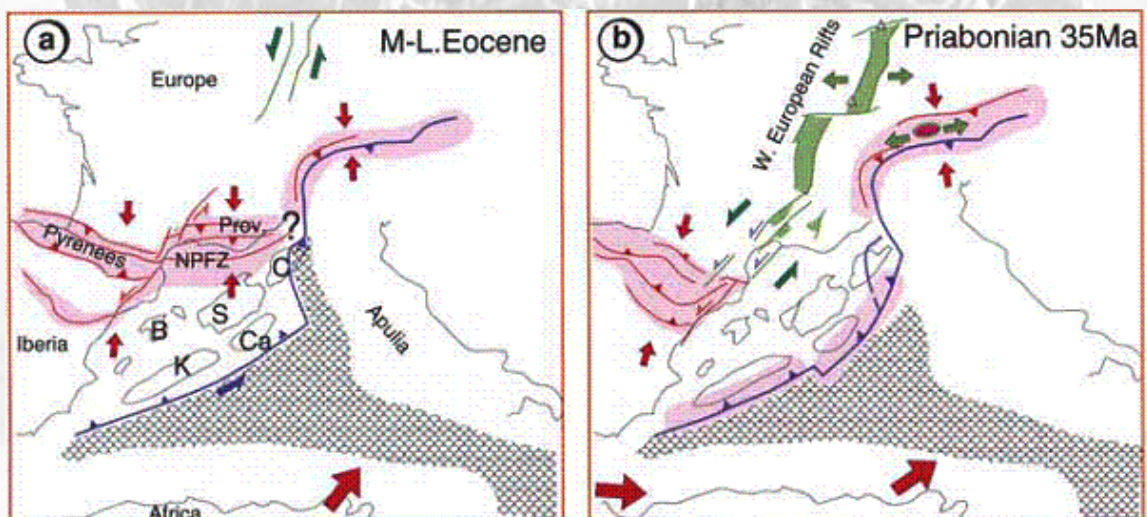 a
M-L.Eocene
Europe
Prov.
?
Pyrenees
NPFZ
C
B
S
Iberia
Ca
Apulia
K
Africa
b
Priabonian 35Ma
W. European Rifts